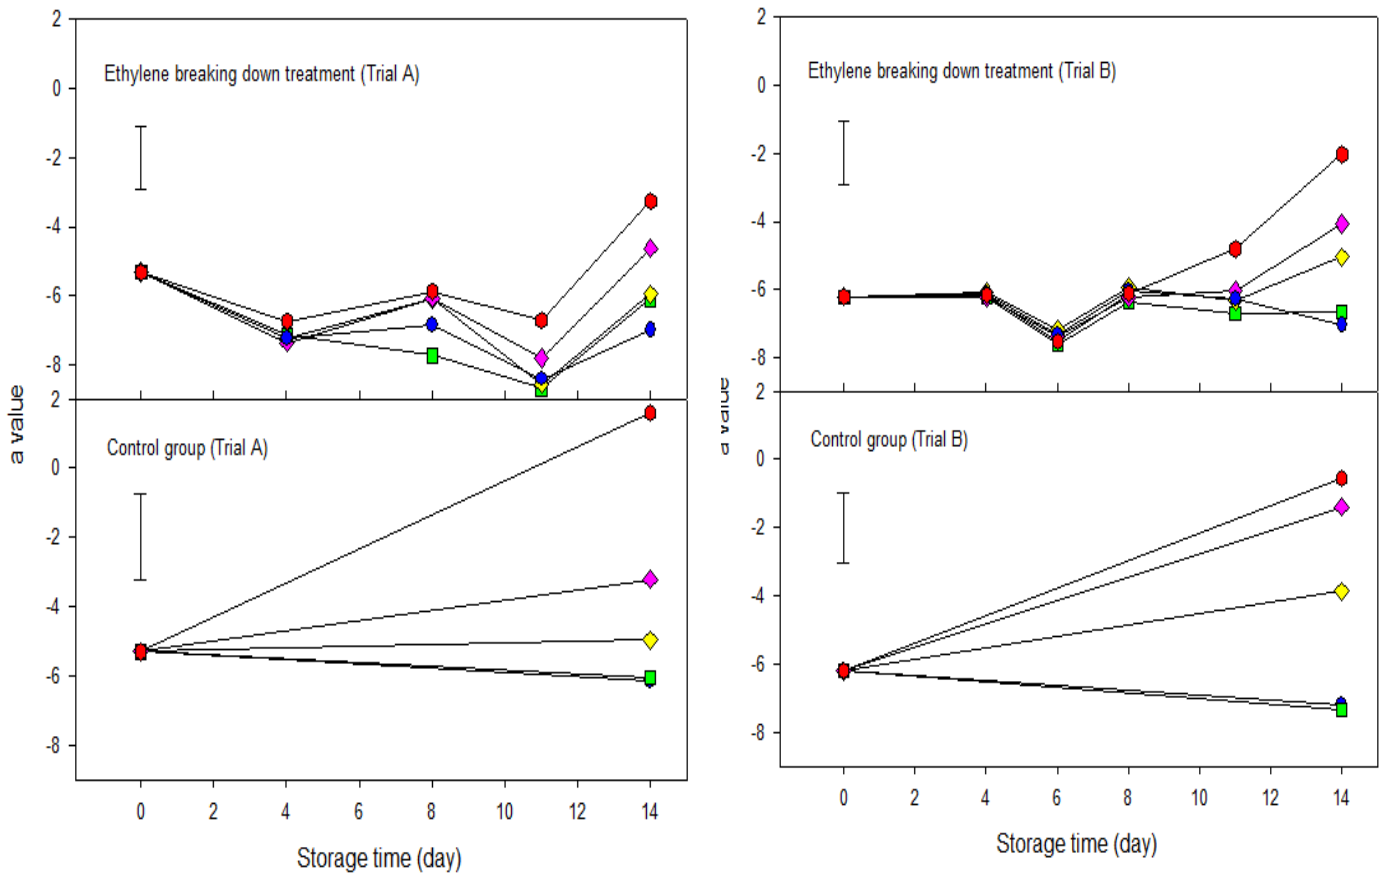 2
Ethylene breaking down treatment (Trial A)
0
-2
-4
-6
-8
2
Control group (Trial A)
0
-2
-4
-6
-8
a value
0 2 4 6 8 10 12 14
Storage time (day)
2
Ethylene breaking down treatment (Trial B)
0
-2
-4
-6
-8
2
Control group (Trial B)
0
-2
-4
-6
-8
a value
0 2 4 6 8 10 12 14
Storage time (day)